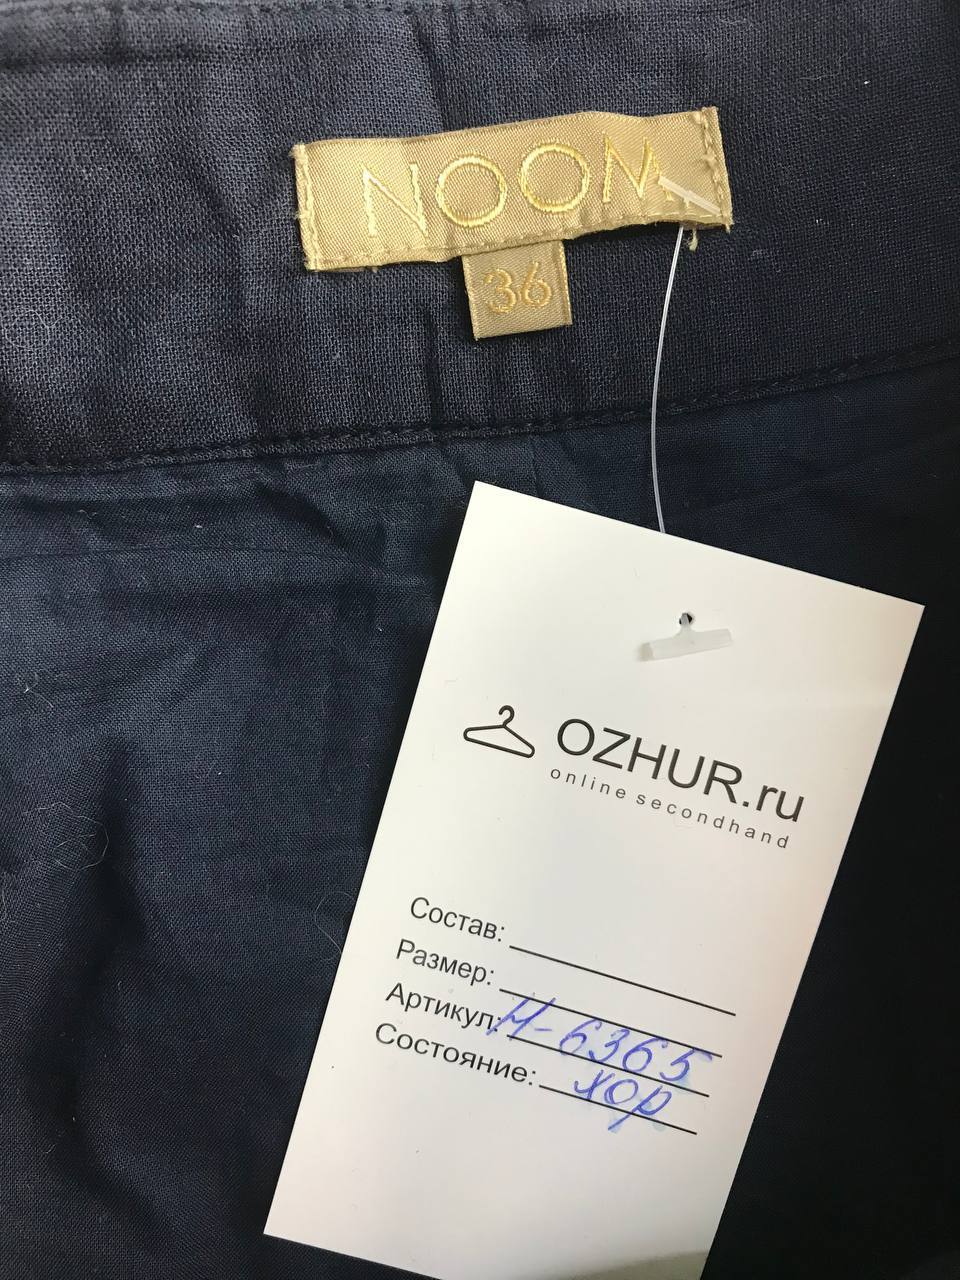 NOOM
36
OZHUR.ru
online secondhand
Состав:
Размер:
Артикул: Н-6365
Состояние: хор